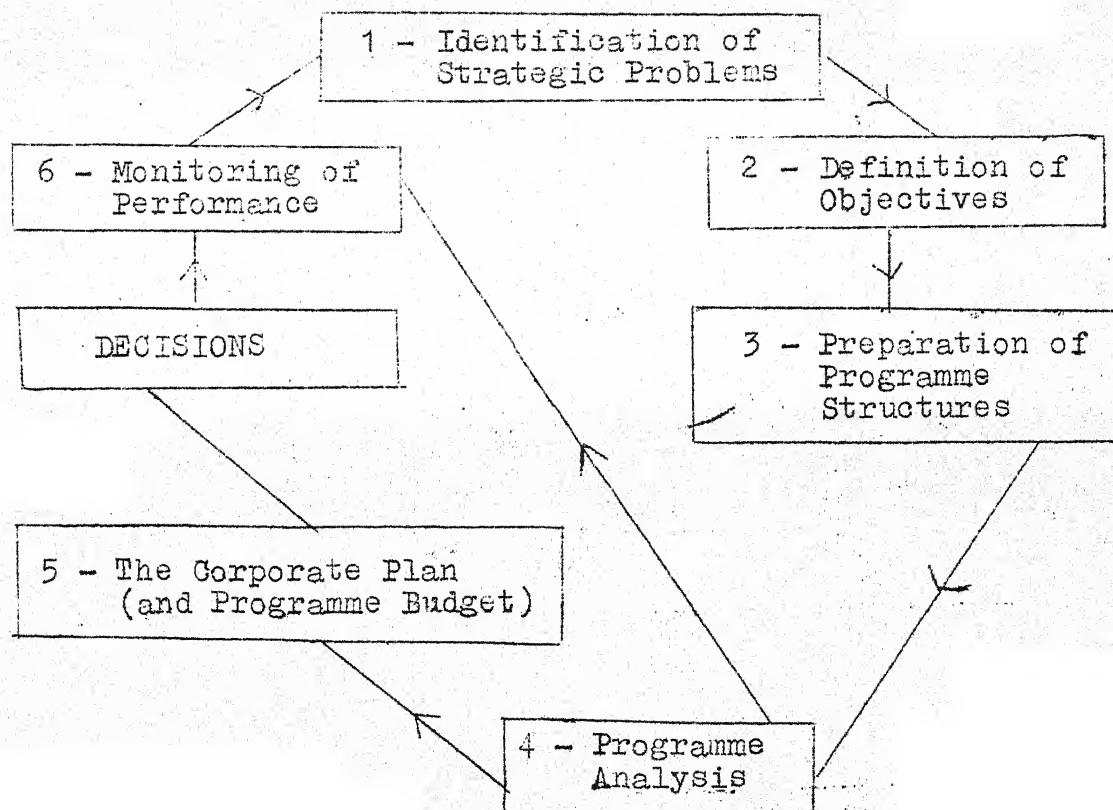 1 - Identification of
Strategic Problems
2 - Definition of
Objectives
3 - Preparation of
Programme
Structures
4 - Programme
Analysis
5 - The Corporate Plan
(and Programme Budget)
DECISIONS
6 - Monitoring of
Performance